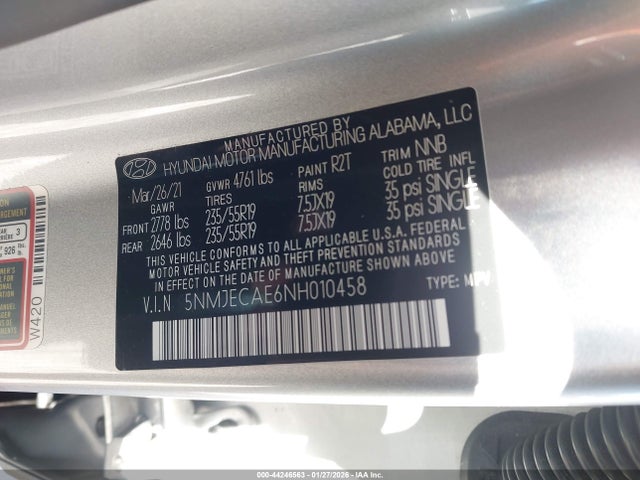 MANUFACTURED BY
HYUNDAI MOTOR MANUFACTURING ALABAMA, LLC
Mar/26/21 GVWR 4761 lbs PAINT R2T TRIM NNB
GAWR TIRES RIMS COLD TIRE INFL
FRONT 2778 lbs 235/55R19 7.5JX19 35 psi SINGLE
REAR 2646 lbs 235/55R19 7.5JX19 35 psi SINGLE
THIS VEHICLE CONFORMS TO ALL APPLICABLE U.S.A. FEDERAL
MOTOR VEHICLE SAFETY AND THEFT PREVENTION STANDARDS
IN EFFECT ON THE DATE OF MANUFACTURE SHOWN ABOVE.
V.I.N 5NMJECAE6NH010458 TYPE: MPV
W420
3
926 lbs.
000-44246563 | 01/27/2026 | IAA Inc.